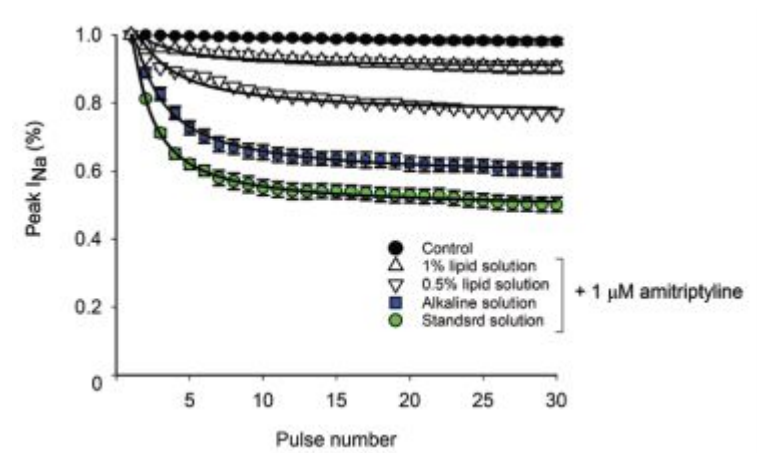 Peak I_Na (%)
1.0
0.8
0.6
0.4
0.2
0
5 10 15 20 25 30
Pulse number
Control
1% lipid solution
0.5% lipid solution
Alkaline solution
Standsrd solution
+ 1 μM amitriptyline